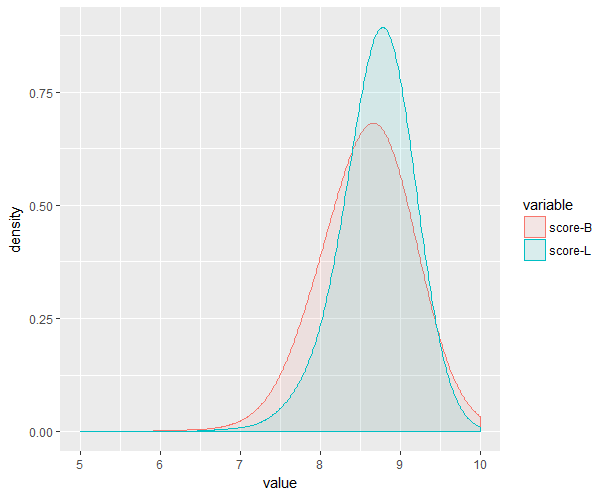 density
0.75
0.50
0.25
0.00
5 6 7 8 9 10
value
variable
score-B
score-L